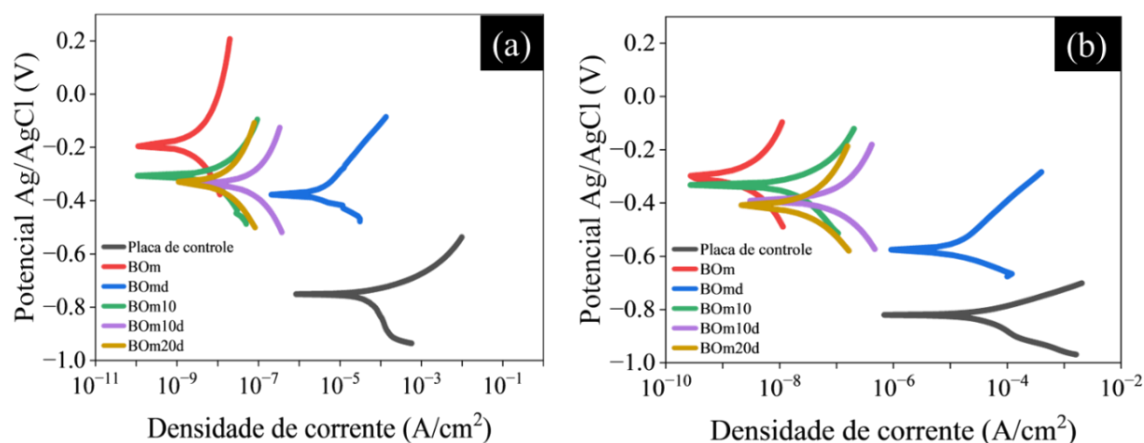 (a)
Potencial Ag/AgCl (V)
0.2
0.0
−0.2
−0.4
−0.6
−0.8
−1.0
Placa de controle
BOm
BOmd
BOm10
BOm10d
BOm20d
10⁻¹¹ 10⁻⁹ 10⁻⁷ 10⁻⁵ 10⁻³ 10⁻¹
Densidade de corrente (A/cm²)
(b)
Potencial Ag/AgCl (V)
0.2
0.0
−0.2
−0.4
−0.6
−0.8
−1.0
Placa de controle
BOm
BOmd
BOm10
BOm10d
BOm20d
10⁻¹⁰ 10⁻⁸ 10⁻⁶ 10⁻⁴ 10⁻²
Densidade de corrente (A/cm²)